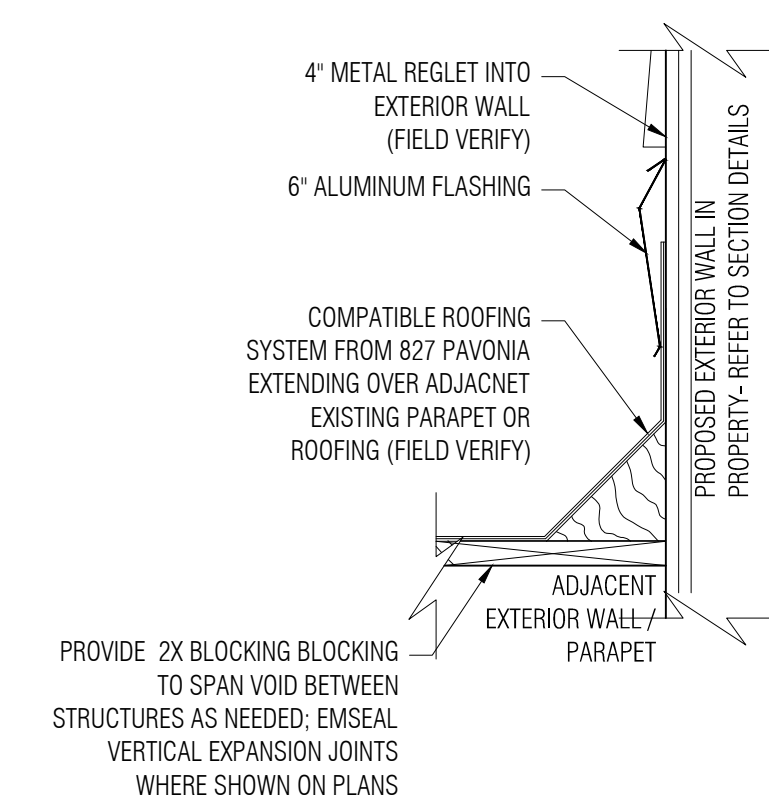 4" METAL REGLET INTO
EXTERIOR WALL
(FIELD VERIFY)
6" ALUMINUM FLASHING
COMPATIBLE ROOFING
SYSTEM FROM 827 PAVONIA
EXTENDING OVER ADJACNET
EXISTING PARAPET OR
ROOFING (FIELD VERIFY)
PROPOSED EXTERIOR WALL IN
PROPERTY- REFER TO SECTION DETAILS
ADJACENT
EXTERIOR WALL /
PARAPET
PROVIDE 2X BLOCKING BLOCKING
TO SPAN VOID BETWEEN
STRUCTURES AS NEEDED; EMSEAL
VERTICAL EXPANSION JOINTS
WHERE SHOWN ON PLANS